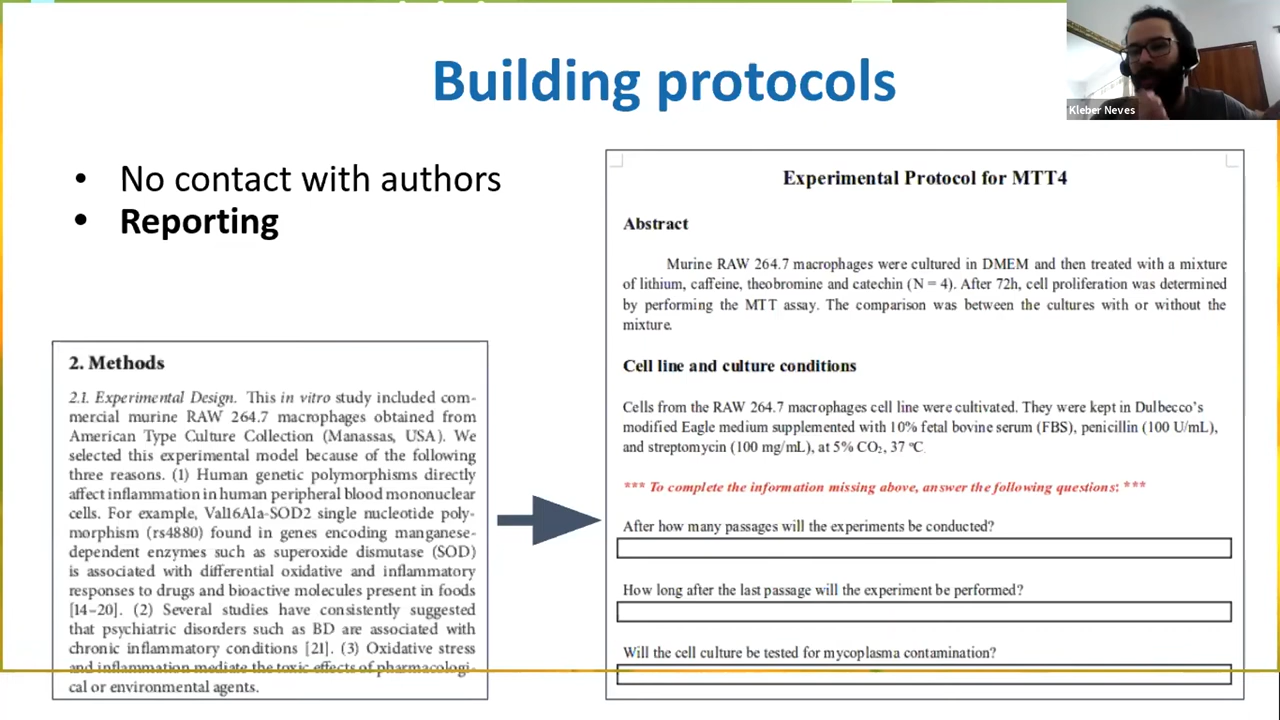 Building protocols
Kleber Neves
• No contact with authors
• Reporting
2. Methods
2.1. Experimental Design. This in vitro study included com-
mercial murine RAW 264.7 macrophages obtained from
American Type Culture Collection (Manassas, USA). We
selected this experimental model because of the following
three reasons. (1) Human genetic polymorphisms directly
affect inflammation in human peripheral blood mononuclear
cells. For example, Val16Ala-SOD2 single nucleotide poly-
morphism (rs4880) found in genes encoding manganese-
dependent enzymes such as superoxide dismutase (SOD)
is associated with differential oxidative and inflammatory
responses to drugs and bioactive molecules present in foods
[14–20]. (2) Several studies have consistently suggested
that psychiatric disorders such as BD are associated with
chronic inflammatory conditions [21]. (3) Oxidative stress
and inflammation mediate the toxic effects of pharmacologi-
cal or environmental agents.
Experimental Protocol for MTT4
Abstract
Murine RAW 264.7 macrophages were cultured in DMEM and then treated with a mixture
of lithium, caffeine, theobromine and catechin (N = 4). After 72h, cell proliferation was determined
by performing the MTT assay. The comparison was between the cultures with or without the
mixture.
Cell line and culture conditions
Cells from the RAW 264.7 macrophages cell line were cultivated. They were kept in Dulbecco's
modified Eagle medium supplemented with 10% fetal bovine serum (FBS), penicillin (100 U/mL),
and streptomycin (100 mg/mL), at 5% CO₂, 37 ºC.
*** To complete the information missing above, answer the following questions: ***
After how many passages will the experiments be conducted?
How long after the last passage will the experiment be performed?
Will the cell culture be tested for mycoplasma contamination?